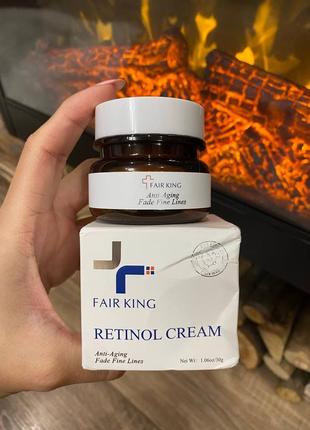 FAIR KING
Anti-Aging
Fade Fine Lines
FAIR KING
RETINOL CREAM
Anti-Aging
Fade Fine Lines
Net Wt: 1.06oz/30g